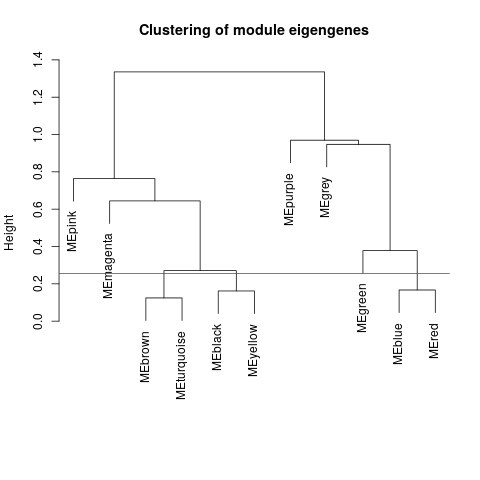 Clustering of module eigengenes
Height
1.4
1.2
1.0
0.8
0.6
0.4
0.2
0.0
MEpink
MEmagenta
MEbrown
MEturquoise
MEblack
MEyellow
MEpurple
MEgrey
MEgreen
MEblue
MEred